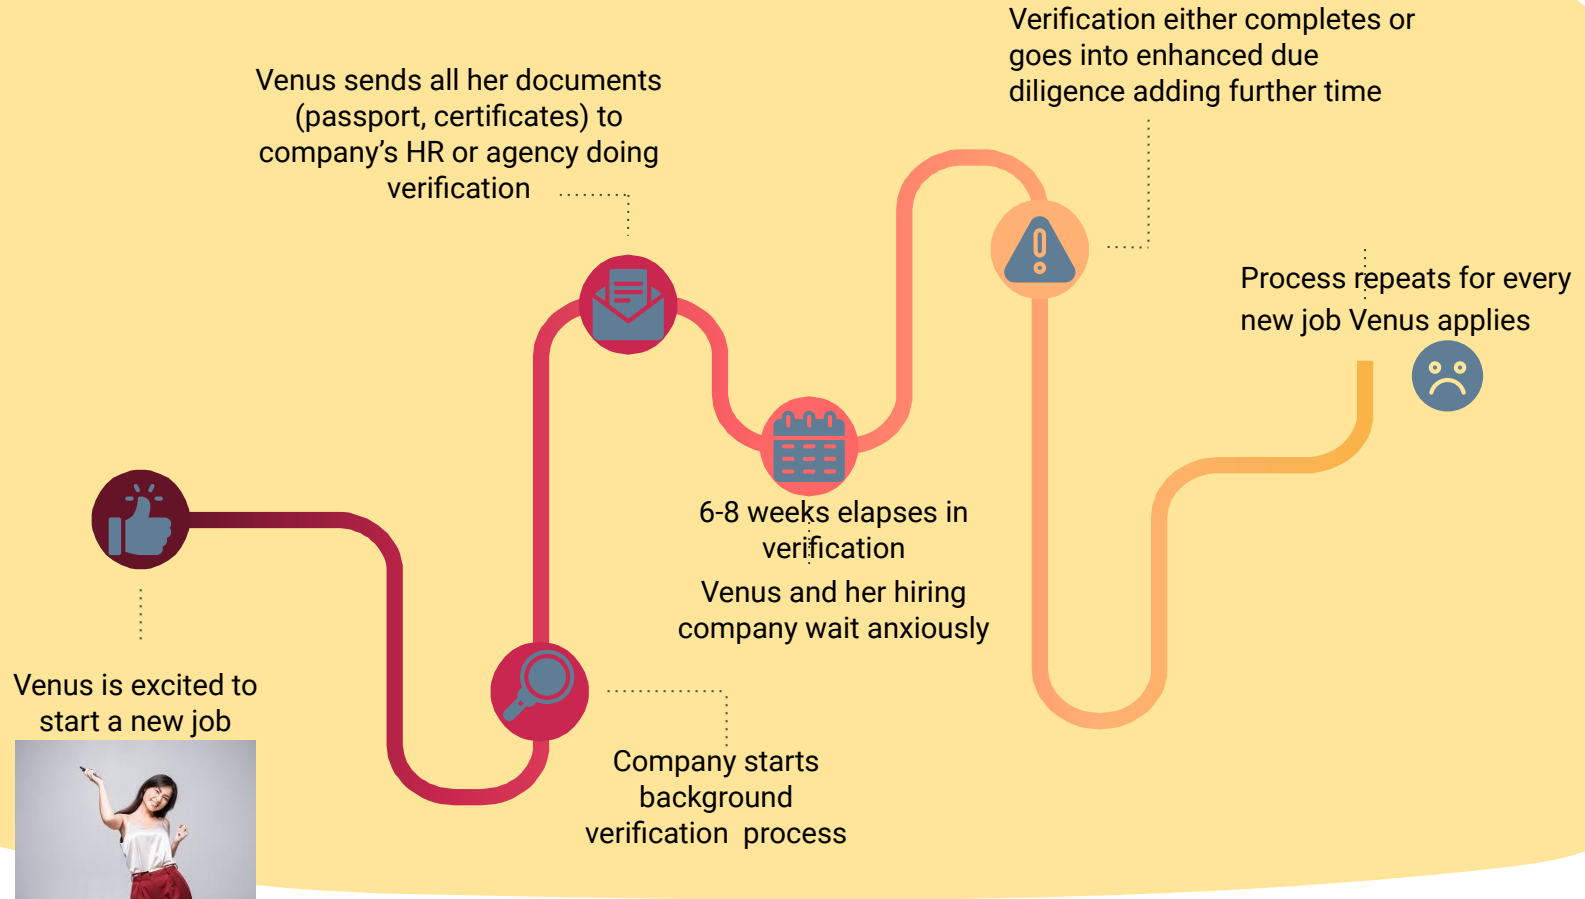 Venus is excited to
start a new job
Company starts
background
verification  process
Venus sends all her documents
(passport, certificates) to
company’s HR or agency doing
verification
6-8 weeks elapses in
verification
Venus and her hiring
company wait anxiously
Verification either completes or
goes into enhanced due
diligence adding further time
Process repeats for every
new job Venus applies